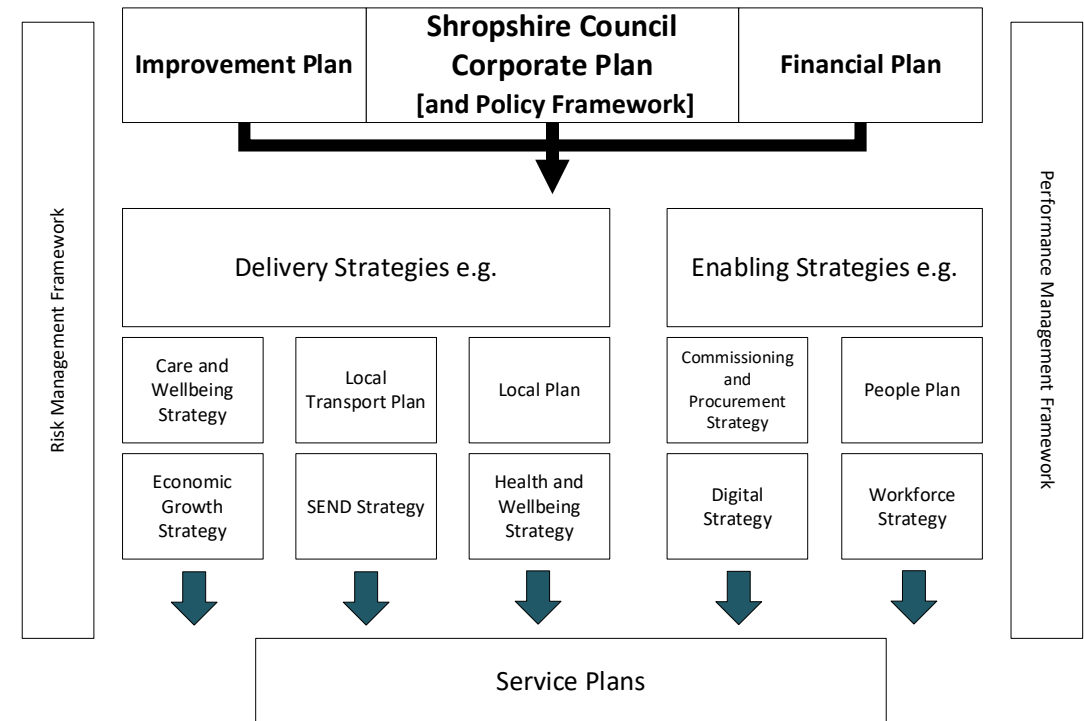 Improvement Plan
Shropshire Council
Corporate Plan
[and Policy Framework]
Financial Plan
Risk Management Framework
Performance Management Framework
Delivery Strategies e.g.
Enabling Strategies e.g.
Care and
Wellbeing
Strategy
Local
Transport Plan
Local Plan
Commissioning
and
Procurement
Strategy
People Plan
Economic
Growth
Strategy
SEND Strategy
Health and
Wellbeing
Strategy
Digital
Strategy
Workforce
Strategy
Service Plans